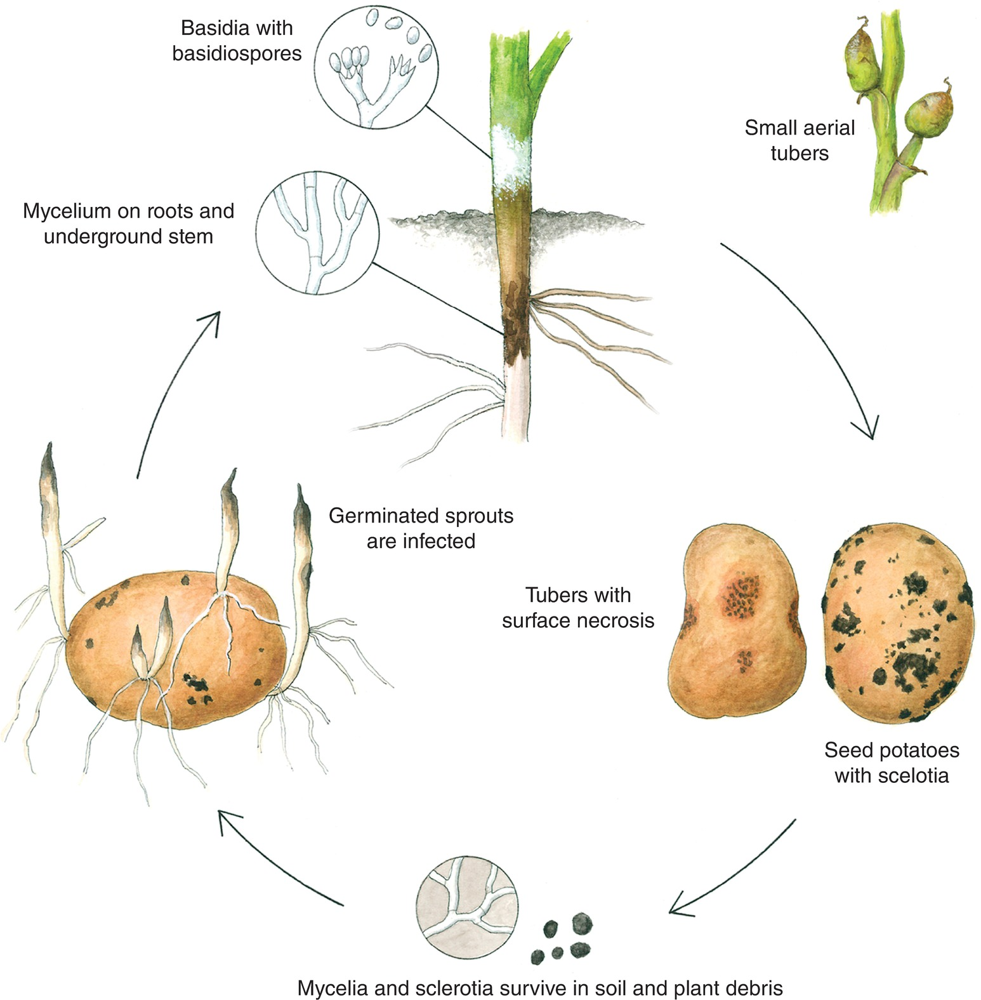 Basidia with
basidiospores
Small aerial
tubers
Mycelium on roots and
underground stem
Germinated sprouts
are infected
Tubers with
surface necrosis
Seed potatoes
with scelotia
Mycelia and sclerotia survive in soil and plant debris